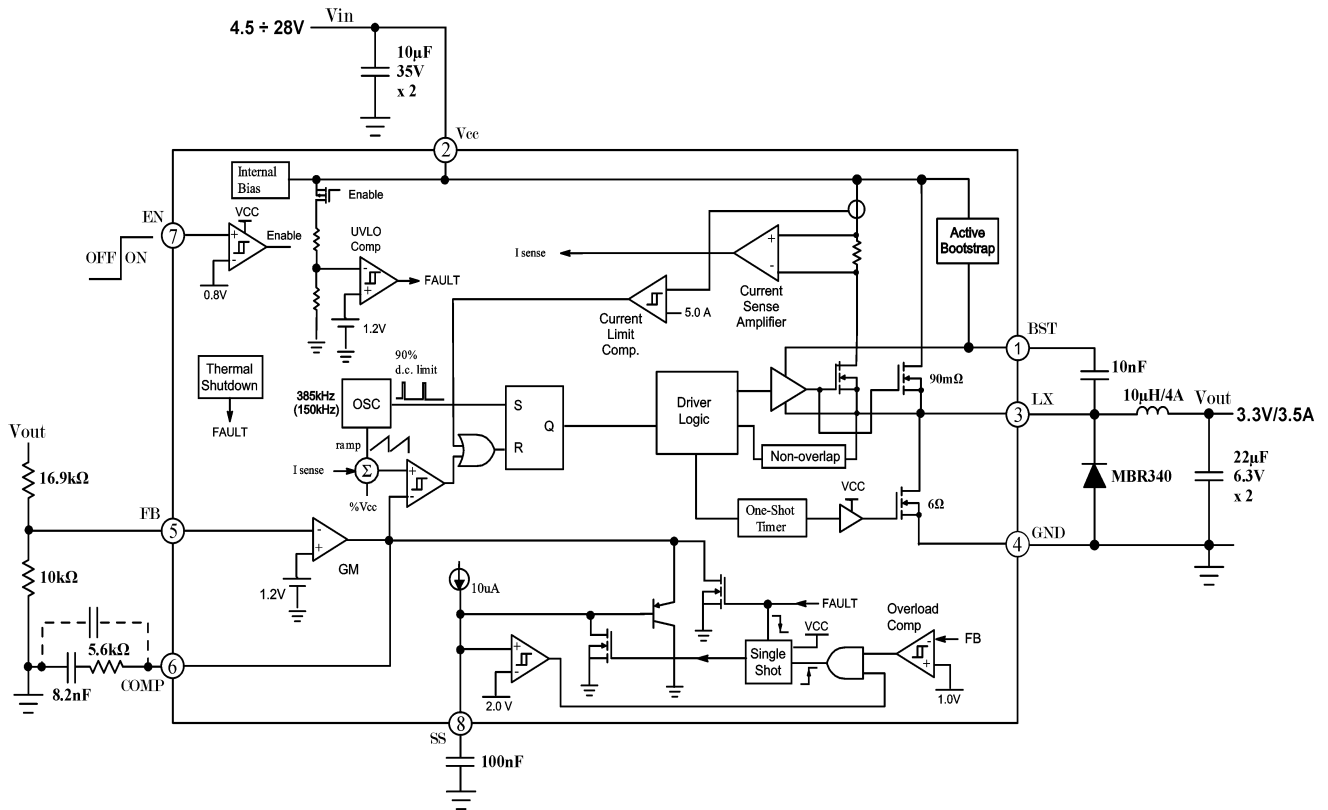 Vin
4.5 ÷ 28V
10μF
35V
x 2
Vcc
2
Internal
Bias
Enable
EN
7
VCC
Enable
OFF
ON
0.8V
UVLO
Comp
FAULT
1.2V
I sense
Current
Sense
Amplifier
5.0 A
Current
Limit
Comp.
Active
Bootstrap
BST
1
10nF
Thermal
Shutdown
FAULT
90%
d.c. limit
385kHz
(150kHz)
OSC
ramp
I sense
Σ
%Vcc
S
Q
R
Driver
Logic
Non-overlap
90mΩ
LX
3
10μH/4A
Vout
3.3V/3.5A
22μF
6.3V
x 2
MBR340
One-Shot
Timer
VCC
6Ω
GND
4
Vout
16.9kΩ
FB
5
10kΩ
1.2V
GM
5.6kΩ
8.2nF
COMP
6
10uA
2.0 V
FAULT
Single
Shot
VCC
Overload
Comp
FB
1.0V
SS
8
100nF
+
-
-
+
+
-
+
-
-
+
+
-
-
+